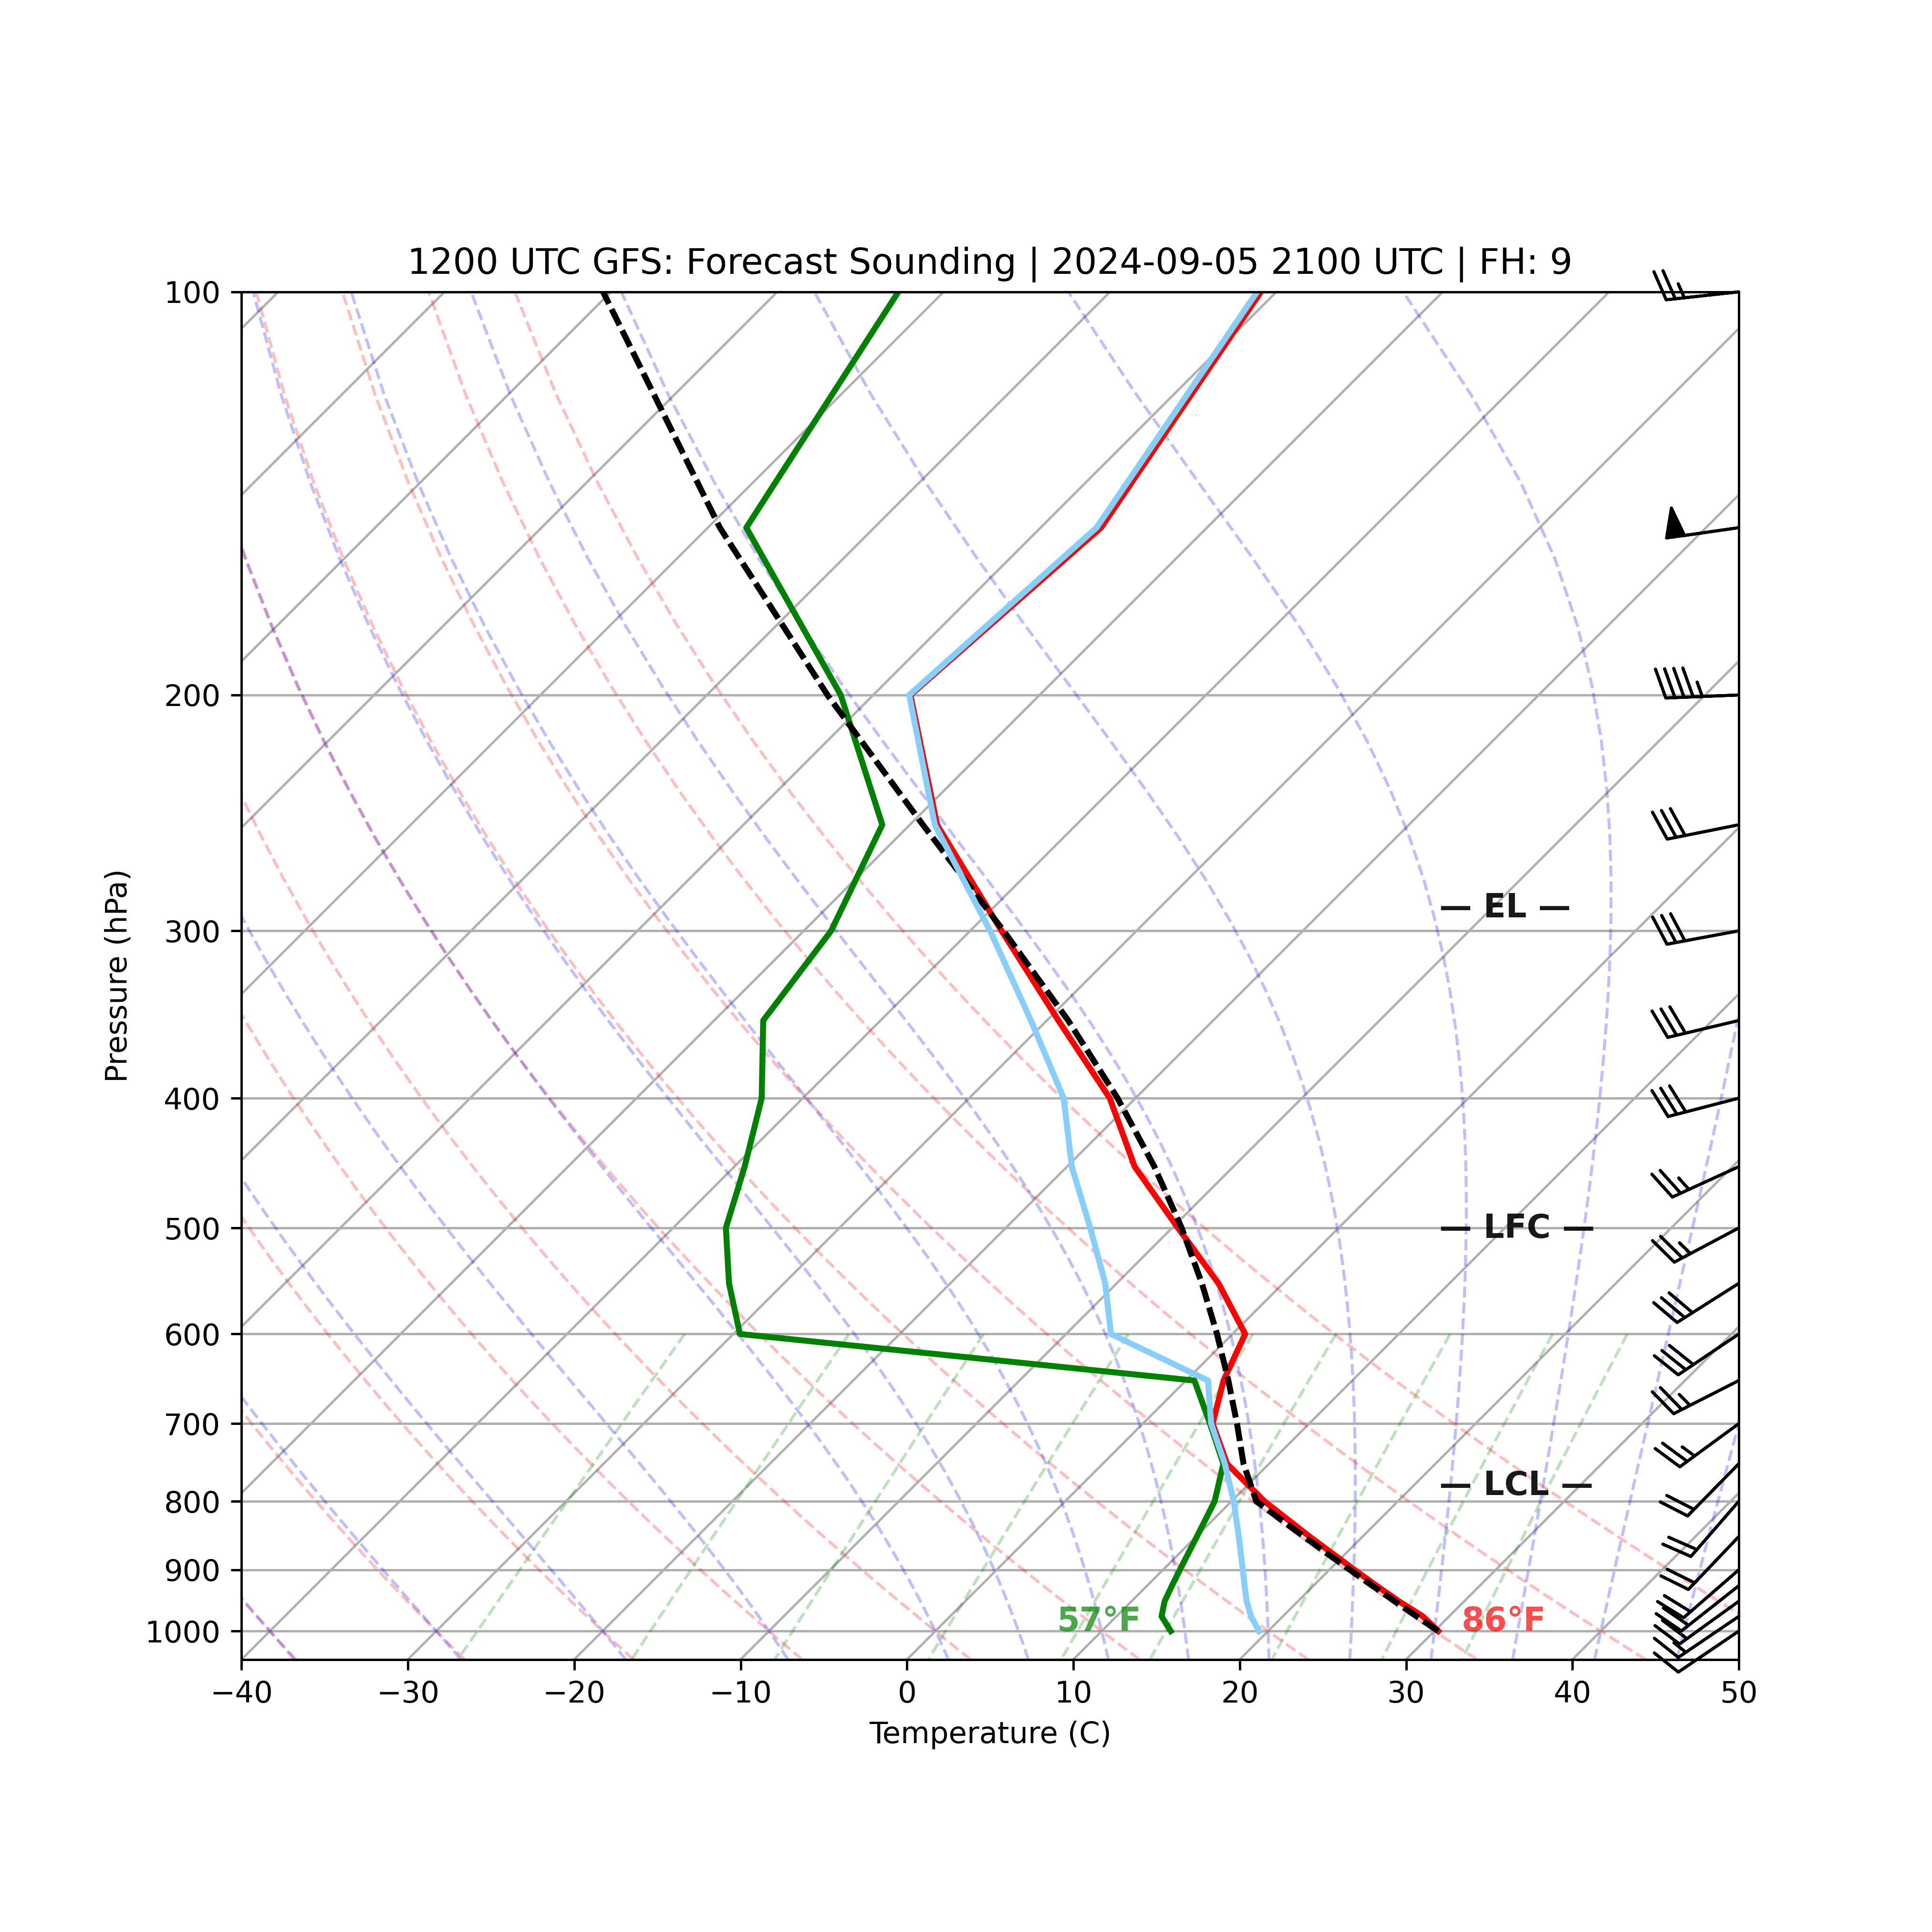 1200 UTC GFS: Forecast Sounding | 2024-09-05 2100 UTC | FH: 9
100
200
300
400
500
600
700
800
900
1000
Pressure (hPa)
— EL —
— LFC —
— LCL —
57°F
86°F
−40 −30 −20 −10 0 10 20 30 40 50
Temperature (C)